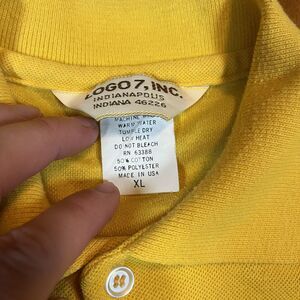 LOGO 7, INC.
INDIANAPOLIS
INDIANA 46226
MACHINE WASH
WARM WATER
TUMBLE DRY
LOW HEAT
DO NOT BLEACH
RN 63388
50% COTTON
50% POLYESTER
MADE IN USA
XL